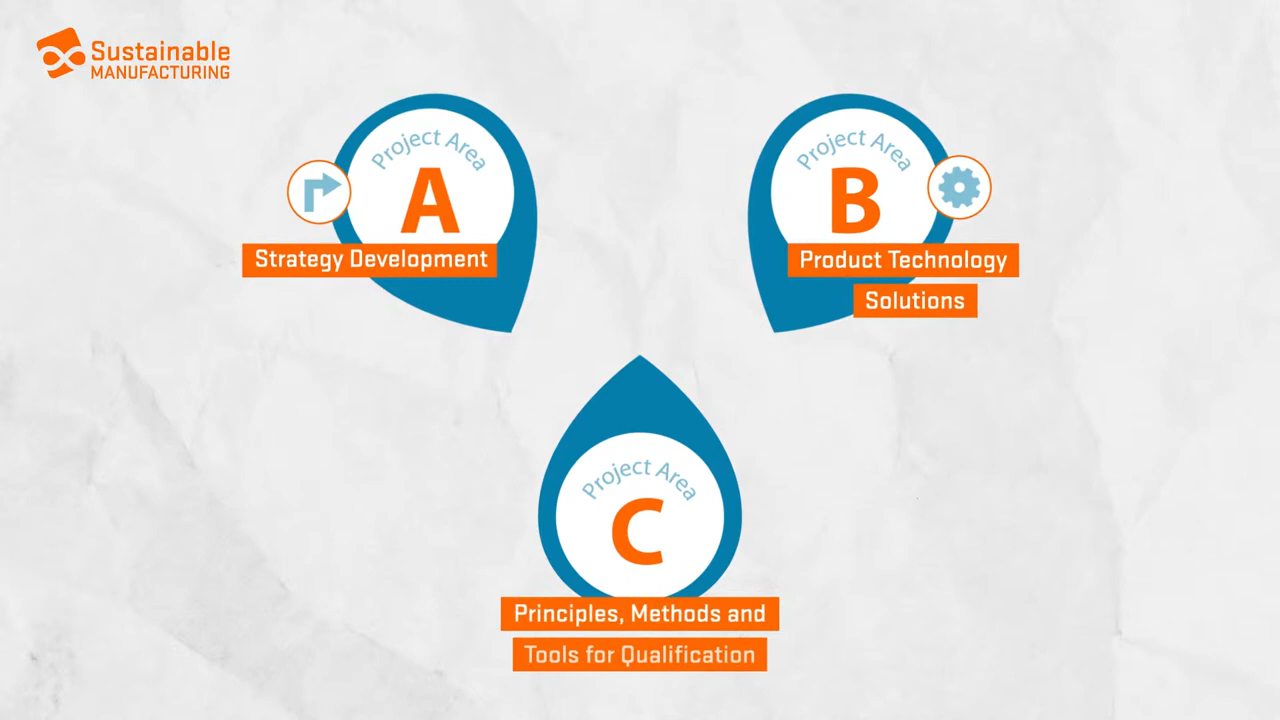 Sustainable
MANUFACTURING
Project Area
A
Strategy Development
Project Area
B
Product Technology
Solutions
Project Area
C
Principles, Methods and
Tools for Qualification